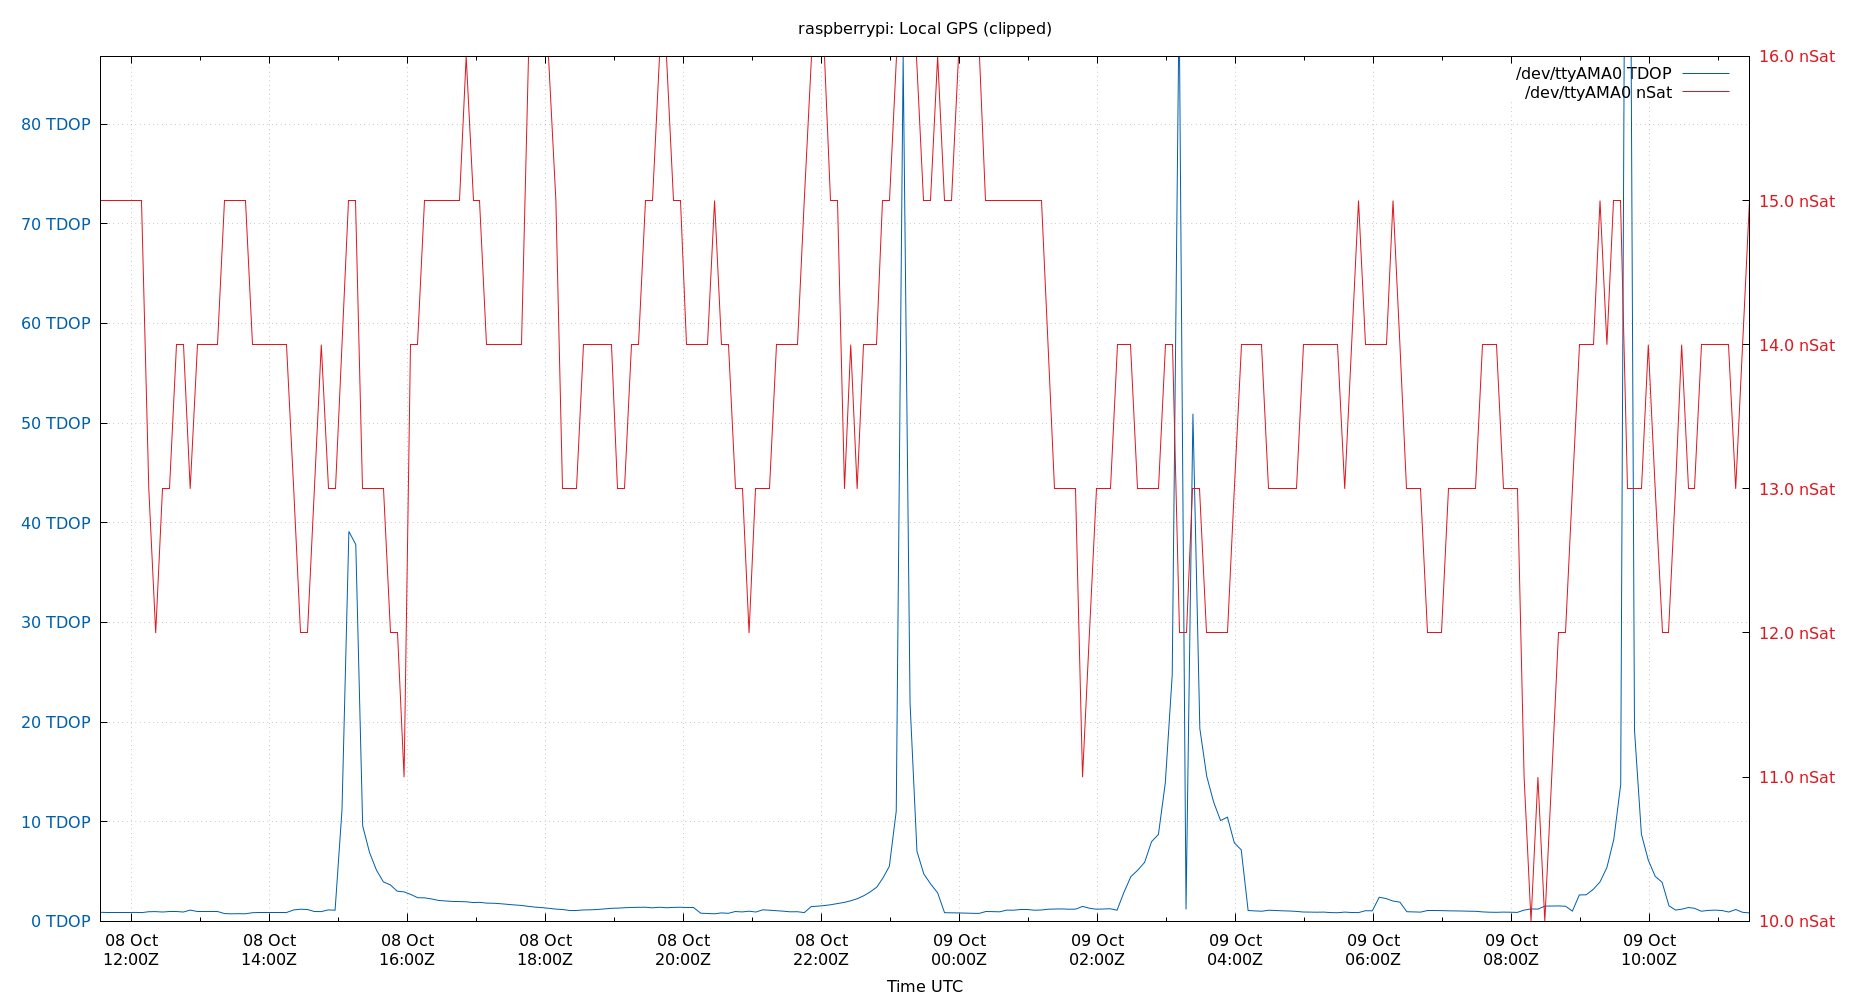 raspberrypi: Local GPS (clipped)
16.0 nSat
/dev/ttyAMA0 TDOP
/dev/ttyAMA0 nSat
80 TDOP
15.0 nSat
70 TDOP
60 TDOP
14.0 nSat
50 TDOP
13.0 nSat
40 TDOP
30 TDOP
12.0 nSat
20 TDOP
11.0 nSat
10 TDOP
0 TDOP
10.0 nSat
08 Oct 08 Oct 08 Oct 08 Oct 08 Oct 08 Oct 09 Oct 09 Oct 09 Oct 09 Oct 09 Oct 09 Oct
12:00Z 14:00Z 16:00Z 18:00Z 20:00Z 22:00Z 00:00Z 02:00Z 04:00Z 06:00Z 08:00Z 10:00Z
Time UTC